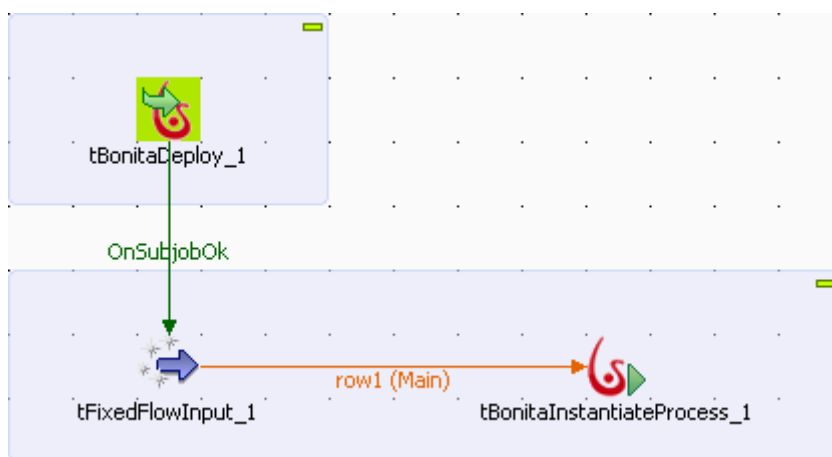 tBonitaDeploy_1
OnSubjobOk
row1 (Main)
tFixedFlowInput_1
tBonitaInstantiateProcess_1